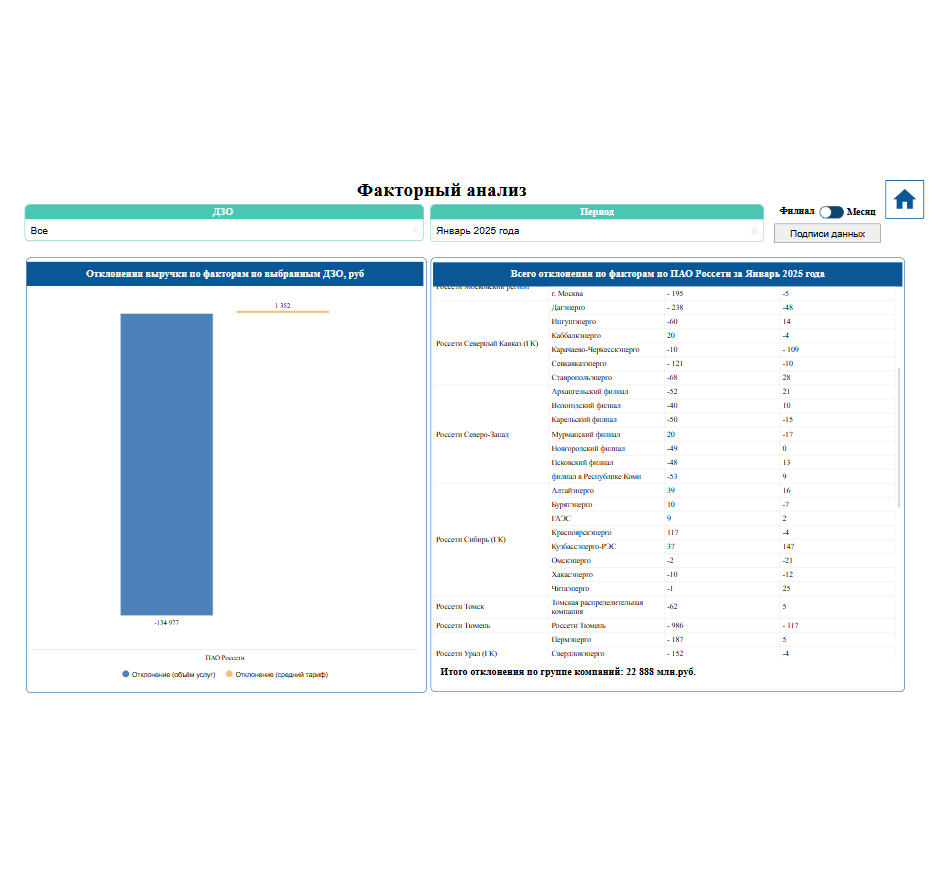 Факторный анализ
ДЗО
Период
Все
Январь 2025 года
Филиал Месяц
Подписи данных
Отклонения выручки по факторам по выбранным ДЗО, руб
1 352
-134 977
ПАО Россети
Отклонение (объём услуг) Отклонение (средний тариф)
Всего отклонения по факторам по ПАО Россети за Январь 2025 года
Россети Московский регион
г. Москва - 195 -5
Дагэнерго - 238 -48
Ингушэнерго -60 14
Каббалкэнерго 20 -4
Россети Северный Кавказ (ГК)
Карачаево-Черкесскэнерго -10 - 109
Севкавказэнерго - 121 -10
Ставропольэнерго -68 28
Архангельский филиал -52 21
Вологодский филиал -40 10
Карельский филиал -50 -15
Россети Северо-Запад Мурманский филиал 20 -17
Новгородский филиал -49 0
Псковский филиал -48 13
филиал в Республике Коми -53 9
Алтайэнерго 39 16
Бурятэнерго 10 -7
ГАЭС 9 2
Красноярскэнерго 117 -4
Россети Сибирь (ГК)
Кузбассэнерго-РЭС 37 147
Омскэнерго -2 -21
Хакасэнерго -10 -12
Читаэнерго -1 25
Россети Томск Томская распределительная компания -62 5
Россети Тюмень Россети Тюмень - 986 - 117
Пермэнерго - 187 5
Россети Урал (ГК) Свердловэнерго - 152 -4
Итого отклонения по группе компаний: 22 888 млн.руб.